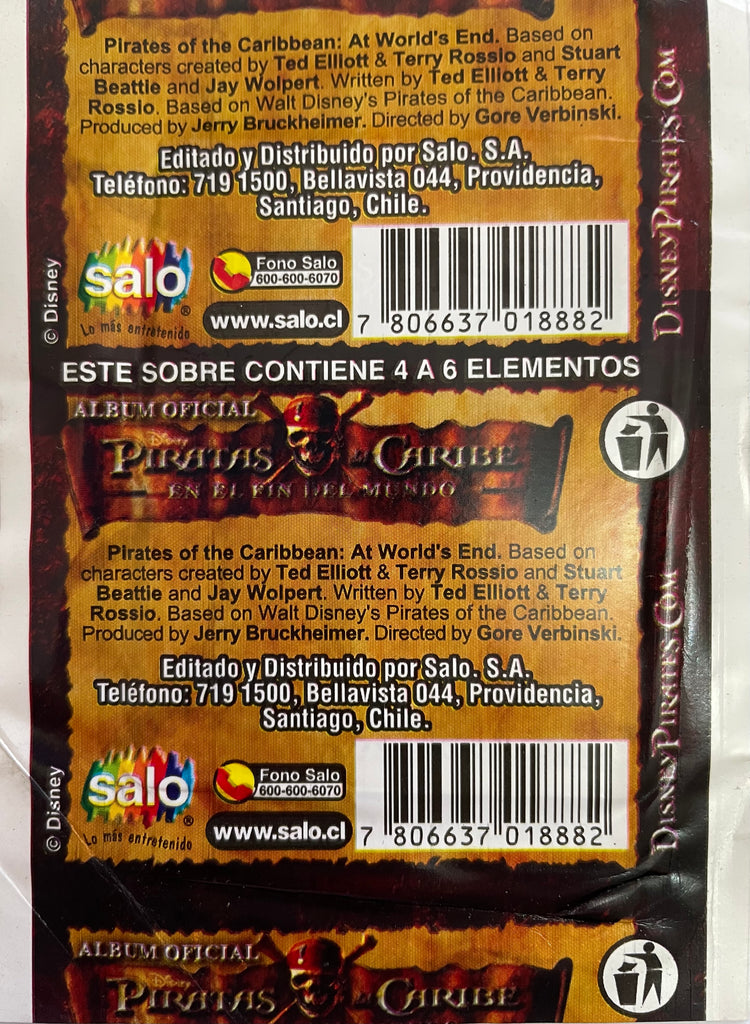 Pirates of the Caribbean: At World's End. Based on
characters created by Ted Elliott & Terry Rossio and Stuart
Beattie and Jay Wolpert. Written by Ted Elliott & Terry
Rossio. Based on Walt Disney's Pirates of the Caribbean.
Produced by Jerry Bruckheimer. Directed by Gore Verbinski.
Editado y Distribuido por Salo. S.A.
Teléfono: 719 1500, Bellavista 044, Providencia,
Santiago, Chile.
© Disney
salo®
Lo más entretenido
Fono Salo
600-600-6070
www.salo.cl
7 806637 018882
DisneyPirates.Com
ESTE SOBRE CONTIENE 4 A 6 ELEMENTOS
ALBUM OFICIAL
Disney
PIRATAS DEL CARIBE
EN EL FIN DEL MUNDO
Pirates of the Caribbean: At World's End. Based on
characters created by Ted Elliott & Terry Rossio and Stuart
Beattie and Jay Wolpert. Written by Ted Elliott & Terry
Rossio. Based on Walt Disney's Pirates of the Caribbean.
Produced by Jerry Bruckheimer. Directed by Gore Verbinski.
Editado y Distribuido por Salo. S.A.
Teléfono: 719 1500, Bellavista 044, Providencia,
Santiago, Chile.
© Disney
salo®
Lo más entretenido
Fono Salo
600-600-6070
www.salo.cl
7 806637 018882
DisneyPirates.Com
ALBUM OFICIAL
Disney
PIRATAS DEL CARIBE